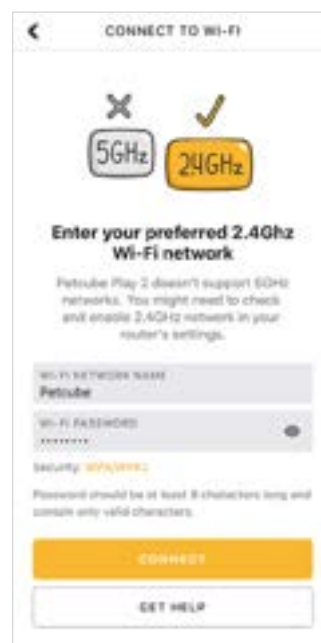 CONNECT TO WI-FI
5GHz
2.4GHz
Enter your preferred 2.4Ghz
Wi-Fi network
Petcube Play 2 doesn't support 5GHz
networks. You might need to check
and enable 2.4GHz network in your
router's settings.
WI-FI NETWORK NAME
Petcube
WI-FI PASSWORD
••••••••
Security: WPA/WPA2
Password should be at least 8 characters long and
contain only valid characters.
CONNECT
GET HELP